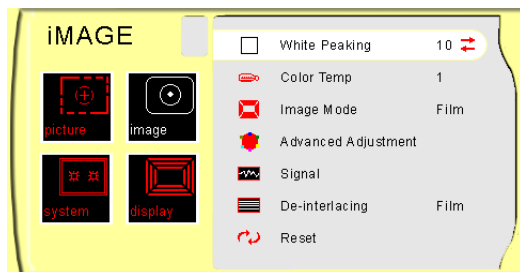 iMAGE
picture
image
system
display
White Peaking 10
Color Temp 1
Image Mode Film
Advanced Adjustment
Signal
De-interlacing Film
Reset